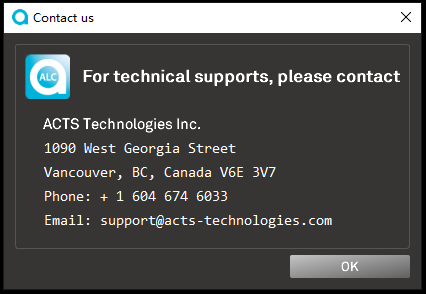 Contact us
ALC
For technical supports, please contact
ACTS Technologies Inc.
1090 West Georgia Street
Vancouver, BC, Canada V6E 3V7
Phone: + 1 604 674 6033
Email: support@acts-technologies.com
OK